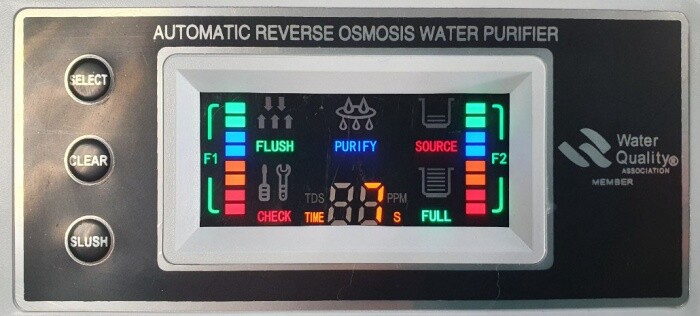 AUTOMATIC REVERSE OSMOSIS WATER PURIFIER
SELECT
CLEAR
SLUSH
FLUSH
PURIFY
SOURCE
F1
F2
CHECK
TDS
PPM
TIME
7
S
FULL
Water
Quality®
ASSOCIATION
MEMBER